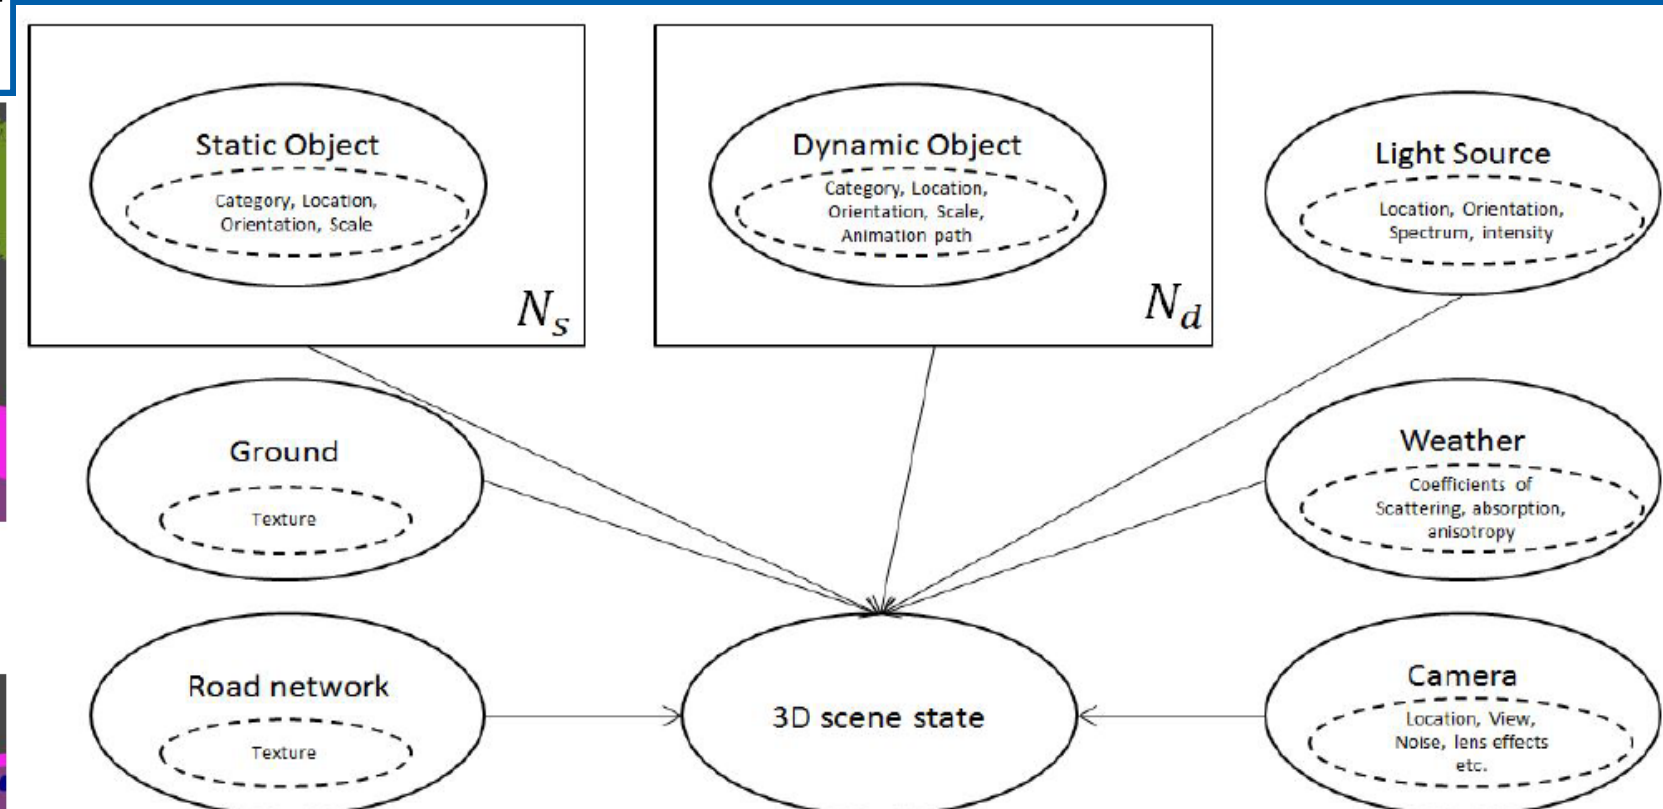 Static Object
Category, Location,
Orientation, Scale
N_s
Dynamic Object
Category, Location,
Orientation, Scale,
Animation path
N_d
Light Source
Location, Orientation,
Spectrum, intensity
Ground
Texture
Weather
Coefficients of
Scattering, absorption,
anisotropy
Road network
Texture
3D scene state
Camera
Location, View,
Noise, lens effects
etc.